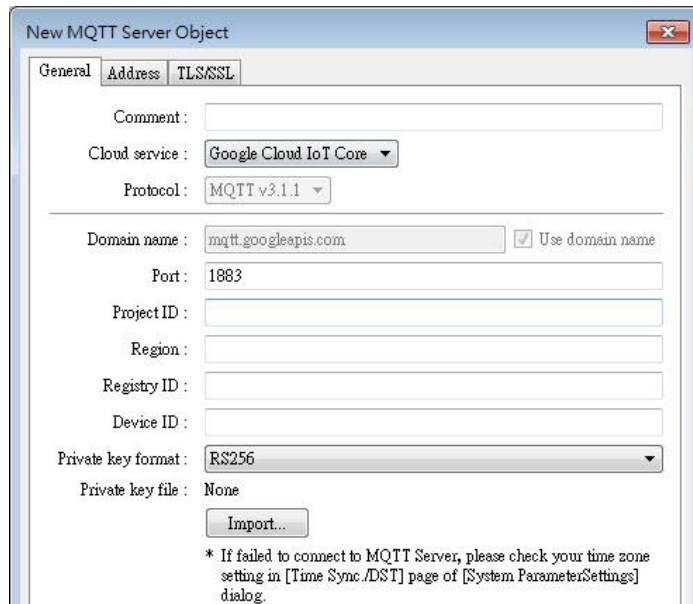 New MQTT Server Object
General Address TLS/SSL
Comment :
Cloud service : Google Cloud IoT Core
Protocol : MQTT v3.1.1
Domain name : mqtt.googleapis.com Use domain name
Port : 1883
Project ID :
Region :
Registry ID :
Device ID :
Private key format : RS256
Private key file : None
Import...
* If failed to connect to MQTT Server, please check your time zone
setting in [Time Sync./DST] page of [System ParameterSettings]
dialog.